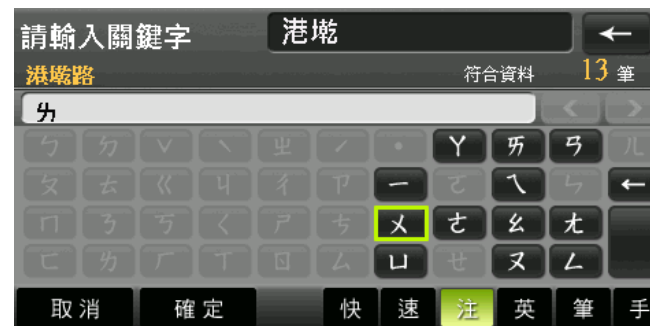 請輸入關鍵字 港墘 ←
港墘路 符合資料 13 筆
ㄌ < >
ㄅ ㄉ ˇ ˋ ㄓ ˊ ˙ ㄚ ㄞ ㄢ ㄦ
ㄆ ㄊ ㄍ ㄐ ㄔ ㄗ ㄧ ㄛ ㄟ ㄣ ←
ㄇ ㄋ ㄎ ㄑ ㄕ ㄘ ㄨ ㄜ ㄠ ㄤ
ㄈ ㄌ ㄏ ㄒ ㄖ ㄙ ㄩ ㄝ ㄡ ㄥ
取消 確定 快 速 注 英 筆 手